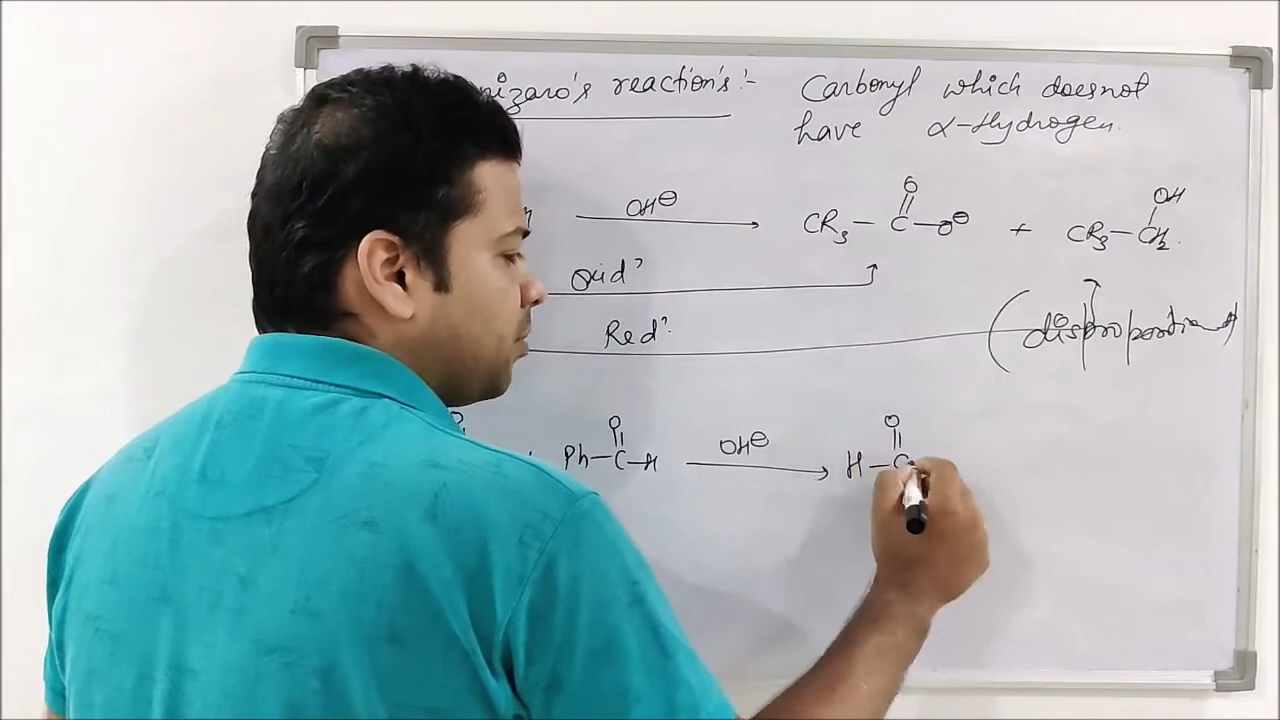 nizaro's reaction's:- Carbonyl which doesnot
have α-Hydrogen.
OH⊖ CR3-C-O⊖ + CR3-CH2
O OH
Oxid?
Red?
(disproportion
O O
Ph-C-H OH⊖ H-C